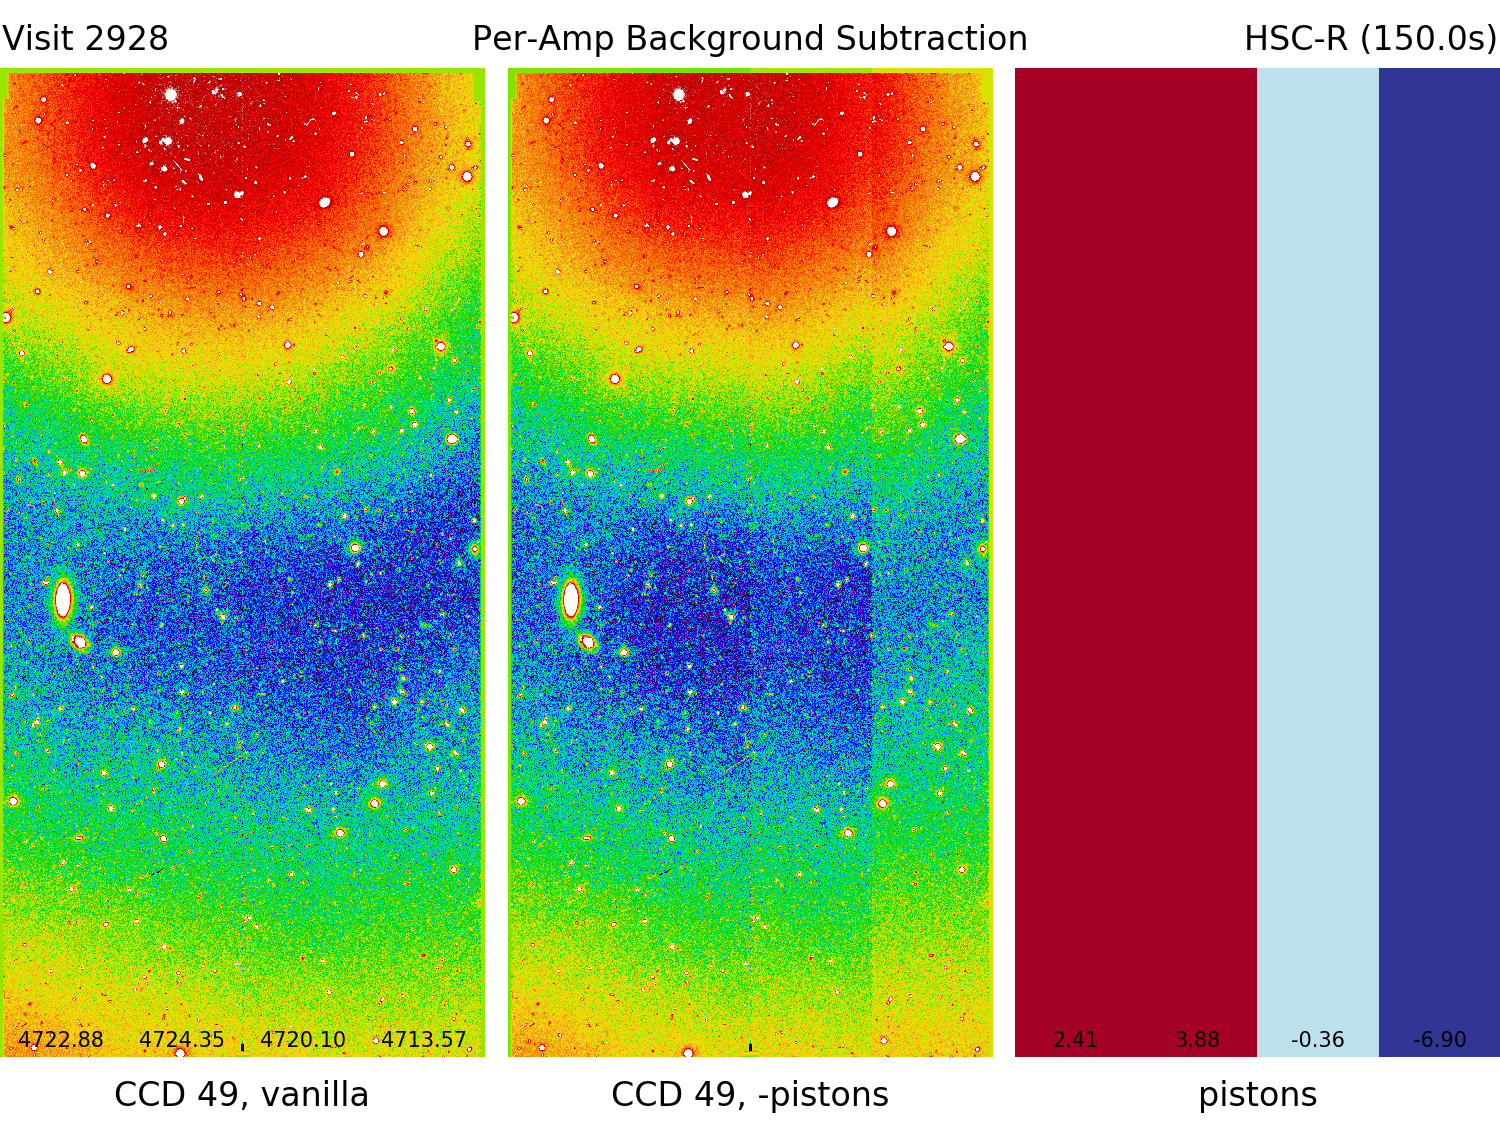 Visit 2928 Per-Amp Background Subtraction HSC-R (150.0s)
4722.88 4724.35 4720.10 4713.57 2.41 3.88 -0.36 -6.90
CCD 49, vanilla CCD 49, -pistons pistons